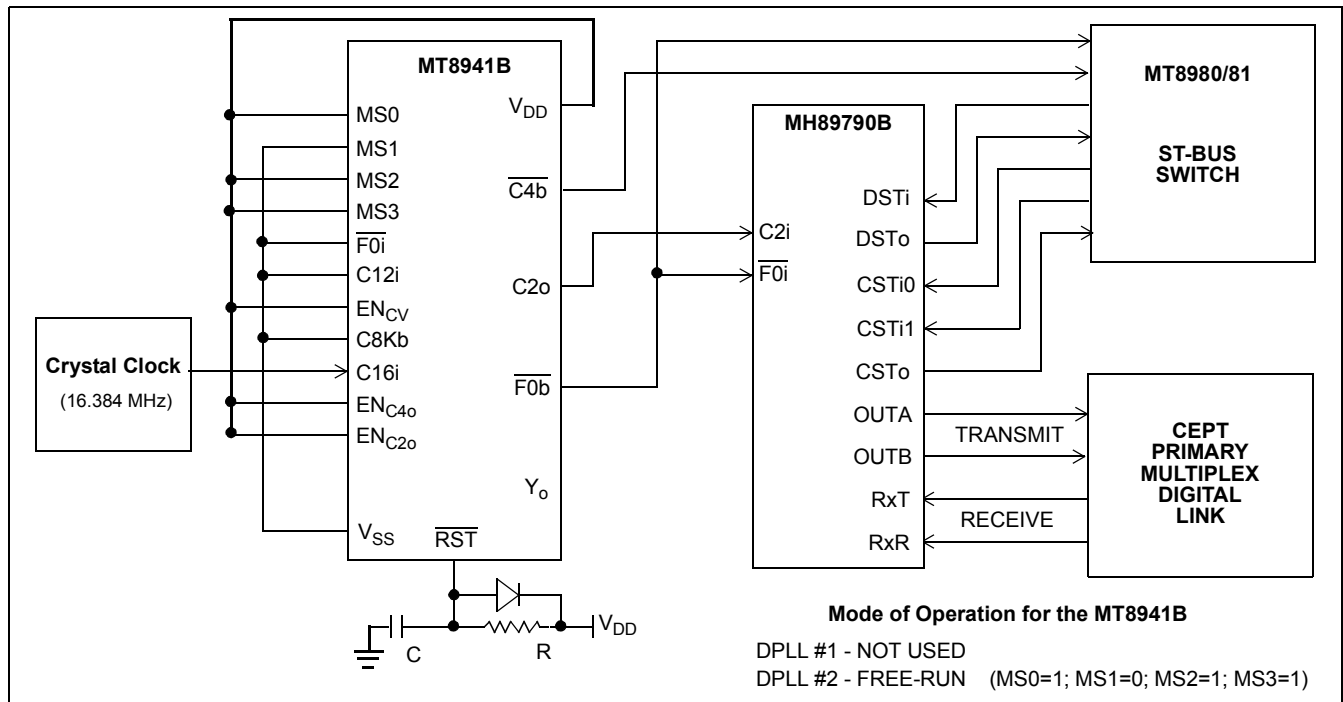 MT8941B
MS0
MS1
MS2
MS3
F0i
C12i
ENCV
C8Kb
C16i
ENC4o
ENC2o
VSS
RST
VDD
C4b
C2o
F0b
Yo
Crystal Clock
(16.384 MHz)
C
R
VDD
MH89790B
C2i
F0i
DSTi
DSTo
CSTi0
CSTi1
CSTo
OUTA
OUTB
RxT
RxR
TRANSMIT
RECEIVE
MT8980/81
ST-BUS
SWITCH
CEPT
PRIMARY
MULTIPLEX
DIGITAL
LINK
Mode of Operation for the MT8941B
DPLL #1 - NOT USED
DPLL #2 - FREE-RUN (MS0=1; MS1=0; MS2=1; MS3=1)